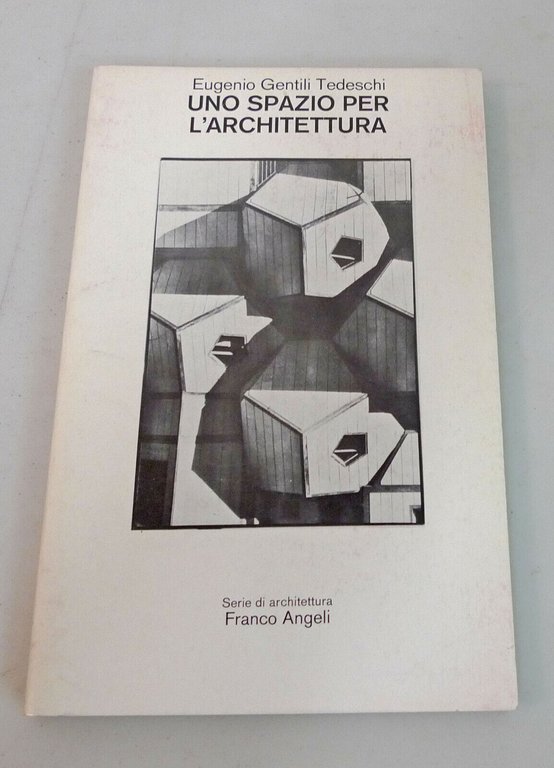 Eugenio Gentili Tedeschi
UNO SPAZIO PER
L'ARCHITETTURA
Serie di architettura
Franco Angeli